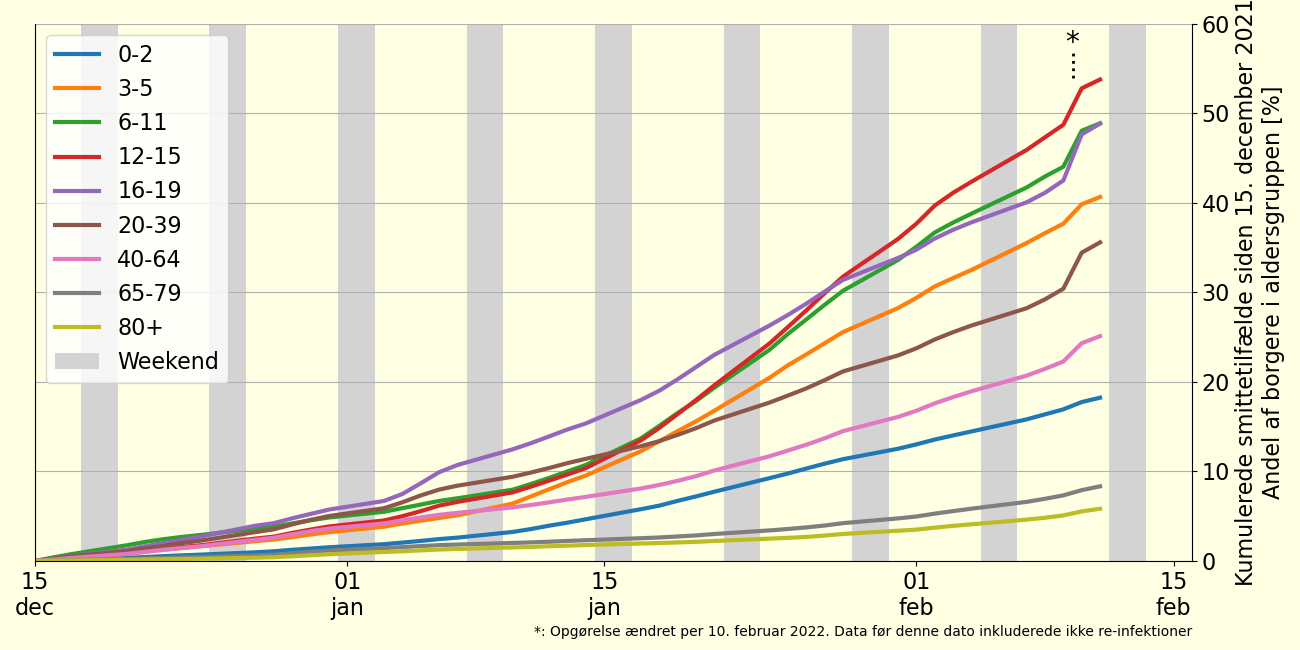 0-2
3-5
6-11
12-15
16-19
20-39
40-64
65-79
80+
Weekend
*
60
50
40
30
20
10
0
Kumulerede smittetilfælde siden 15. december 2021
Andel af borgere i aldersgruppen [%]
15
dec
01
jan
15
jan
01
feb
15
feb
*: Opgørelse ændret per 10. februar 2022. Data før denne dato inkluderede ikke re-infektioner